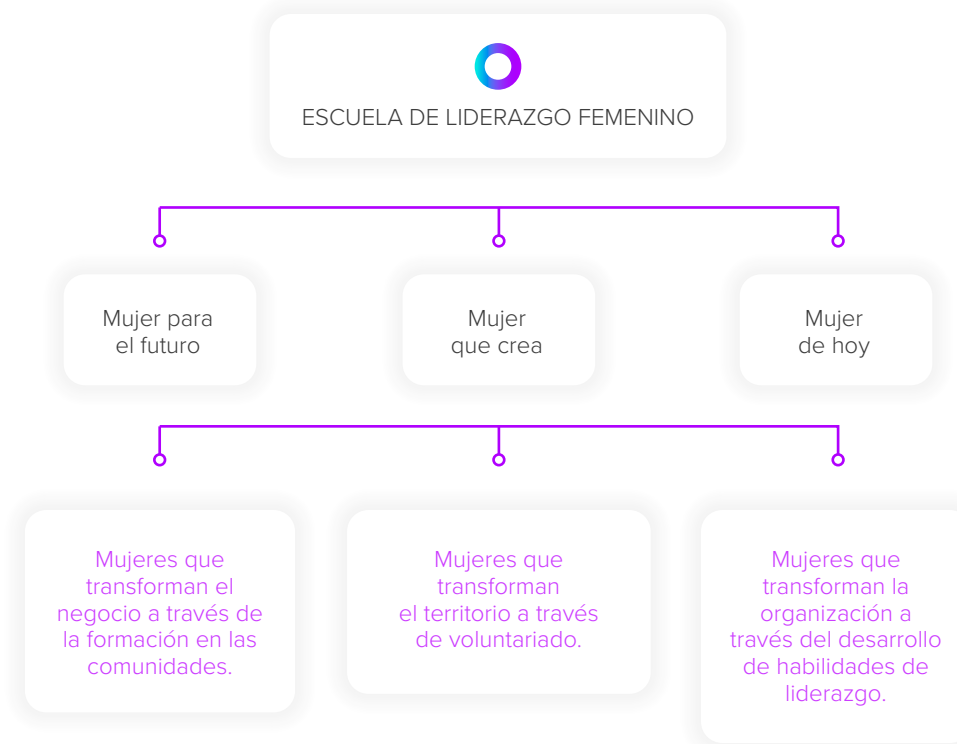 ESCUELA DE LIDERAZGO FEMENINO
Mujer para
el futuro
Mujer
que crea
Mujer
de hoy
Mujeres que
transforman el
negocio a través de
la formación en las
comunidades.
Mujeres que
transforman
el territorio a través
de voluntariado.
Mujeres que
transforman la
organización a
través del desarrollo
de habilidades de
liderazgo.